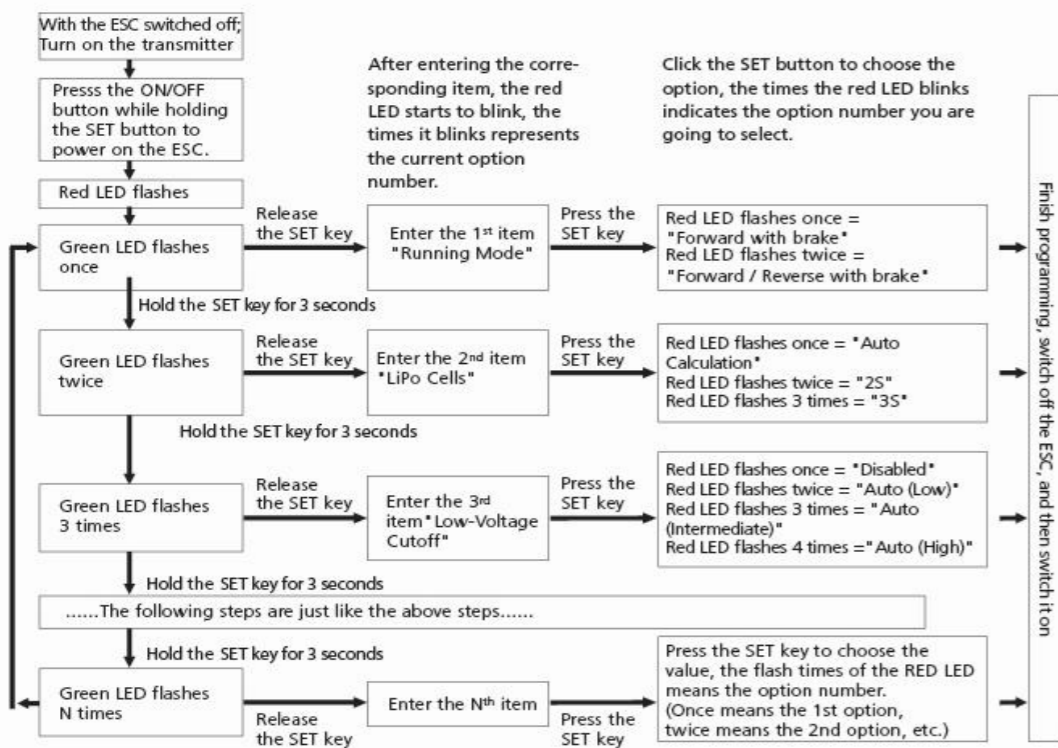 With the ESC switched off;
Turn on the transmitter
Presss the ON/OFF
button while holding
the SET button to
power on the ESC.
Red LED flashes
After entering the corre-
sponding item, the red
LED starts to blink, the
times it blinks represents
the current option
number.
Click the SET button to choose the
option, the times the red LED blinks
indicates the option number you are
going to select.
Green LED flashes
once
Release
the SET key
Enter the 1st item
"Running Mode"
Press the
SET key
Red LED flashes once =
"Forward with brake"
Red LED flashes twice =
"Forward / Reverse with brake"
Hold the SET key for 3 seconds
Green LED flashes
twice
Release
the SET key
Enter the 2nd item
"LiPo Cells"
Press the
SET key
Red LED flashes once = "Auto
Calculation"
Red LED flashes twice = "2S"
Red LED flashes 3 times = "3S"
Hold the SET key for 3 seconds
Green LED flashes
3 times
Release
the SET key
Enter the 3rd
item"Low-Voltage
Cutoff"
Press the
SET key
Red LED flashes once = "Disabled"
Red LED flashes twice = "Auto (Low)"
Red LED flashes 3 times = "Auto
(Intermediate)"
Red LED flashes 4 times ="Auto (High)"
Hold the SET key for 3 seconds
......The following steps are just like the above steps......
Hold the SET key for 3 seconds
Green LED flashes
N times
Release
the SET key
Enter the Nth item
Press the
SET key
Press the SET key to choose the
value, the flash times of the RED LED
means the option number.
(Once means the 1st option,
twice means the 2nd option, etc.)
Finish programming, switch off the ESC, and then switch it on